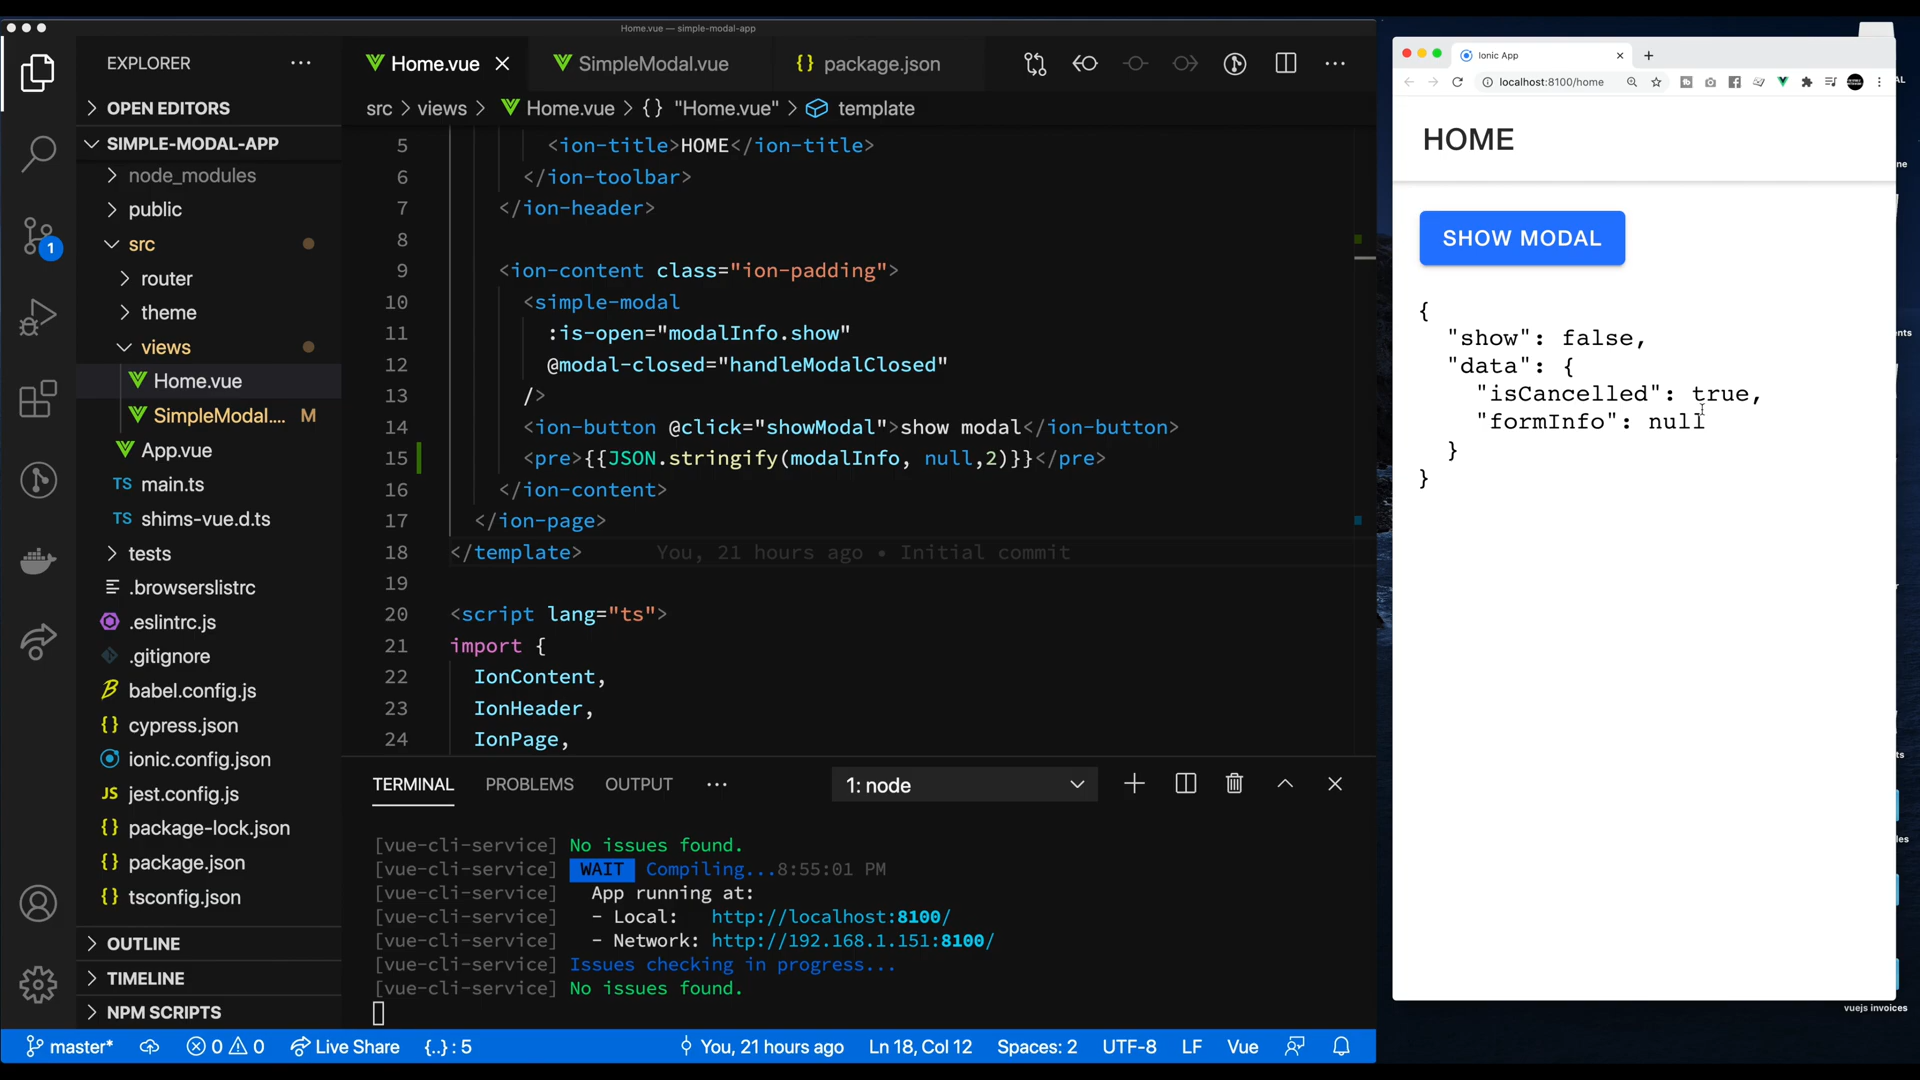 Home.vue — simple-modal-app
EXPLORER
Home.vue
SimpleModal.vue
{} package.json
OPEN EDITORS
SIMPLE-MODAL-APP
node_modules
public
src
router
theme
views
Home.vue
SimpleModal.... M
App.vue
TS main.ts
TS shims-vue.d.ts
tests
.browserslistrc
.eslintrc.js
.gitignore
babel.config.js
{} cypress.json
ionic.config.json
JS jest.config.js
{} package-lock.json
{} package.json
{} tsconfig.json
OUTLINE
TIMELINE
NPM SCRIPTS
1
src > views > Home.vue > {} "Home.vue" > template
5 <ion-title>HOME</ion-title>
6 </ion-toolbar>
7 </ion-header>
8
9 <ion-content class="ion-padding">
10 <simple-modal
11 :is-open="modalInfo.show"
12 @modal-closed="handleModalClosed"
13 />
14 <ion-button @click="showModal">show modal</ion-button>
15 <pre>{{JSON.stringify(modalInfo, null,2)}}</pre>
16 </ion-content>
17 </ion-page>
18 </template> You, 21 hours ago • Initial commit
19
20 <script lang="ts">
21 import {
22 IonContent,
23 IonHeader,
24 IonPage,
TERMINAL PROBLEMS OUTPUT ... 1: node
[vue-cli-service] No issues found.
[vue-cli-service] WAIT Compiling...8:55:01 PM
[vue-cli-service] App running at:
[vue-cli-service] - Local: http://localhost:8100/
[vue-cli-service] - Network: http://192.168.1.151:8100/
[vue-cli-service] Issues checking in progress...
[vue-cli-service] No issues found.
master* 0 0 Live Share {..} : 5 You, 21 hours ago Ln 18, Col 12 Spaces: 2 UTF-8 LF Vue
Ionic App
localhost:8100/home
HOME
SHOW MODAL
{
"show": false,
"data": {
"isCancelled": true,
"formInfo": null
}
}
vuejs invoices